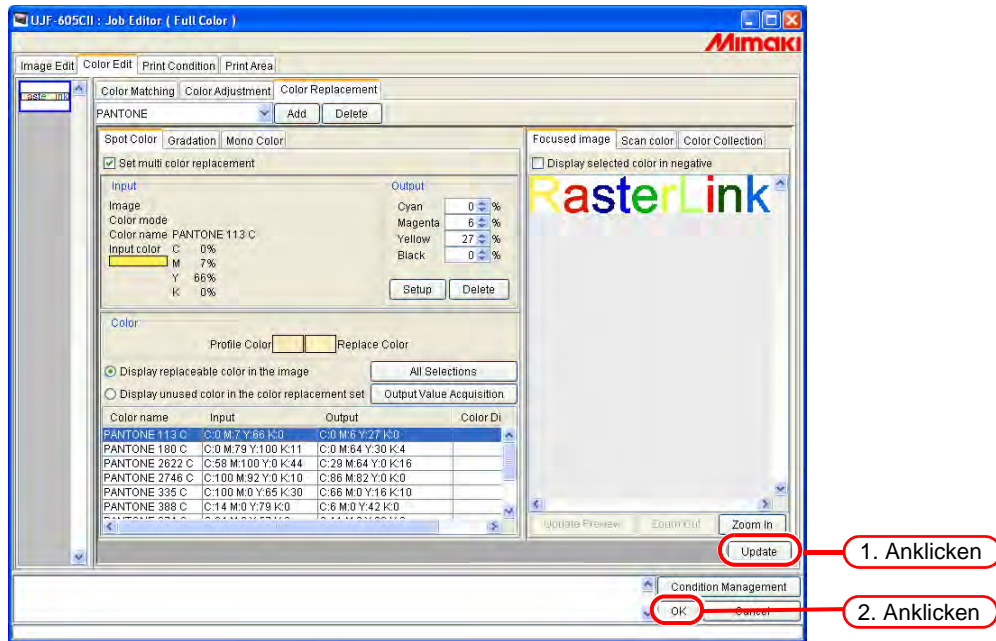 UJF-605CII : Job Editor ( Full Color )
Mimaki
Image Edit Color Edit Print Condition Print Area
Color Matching Color Adjustment Color Replacement
PANTONE Add Delete
Spot Color Gradation Mono Color
Set multi color replacement
Input
Image
Color mode
Color name PANTONE 113 C
Input color C 0%
M 7%
Y 66%
K 0%
Output
Cyan 0 %
Magenta 6 %
Yellow 27 %
Black 0 %
Setup Delete
Color
Profile Color Replace Color
Display replaceable color in the image All Selections
Display unused color in the color replacement set Output Value Acquisition
Color name Input Output Color Di
PANTONE 113 C C:0 M:7 Y:66 K:0 C:0 M:6 Y:27 K:0
PANTONE 180 C C:0 M:79 Y:100 K:11 C:0 M:64 Y:30 K:4
PANTONE 2622 C C:58 M:100 Y:0 K:44 C:29 M:64 Y:0 K:16
PANTONE 2746 C C:100 M:92 Y:0 K:10 C:86 M:82 Y:0 K:0
PANTONE 335 C C:100 M:0 Y:65 K:30 C:66 M:0 Y:16 K:10
PANTONE 388 C C:14 M:0 Y:79 K:0 C:6 M:0 Y:42 K:0
Focused image Scan color Color Collection
Display selected color in negative
RasterLink
Update Preview Zoom Out Zoom In
Update
1. Anklicken
Condition Management
OK Cancel
2. Anklicken